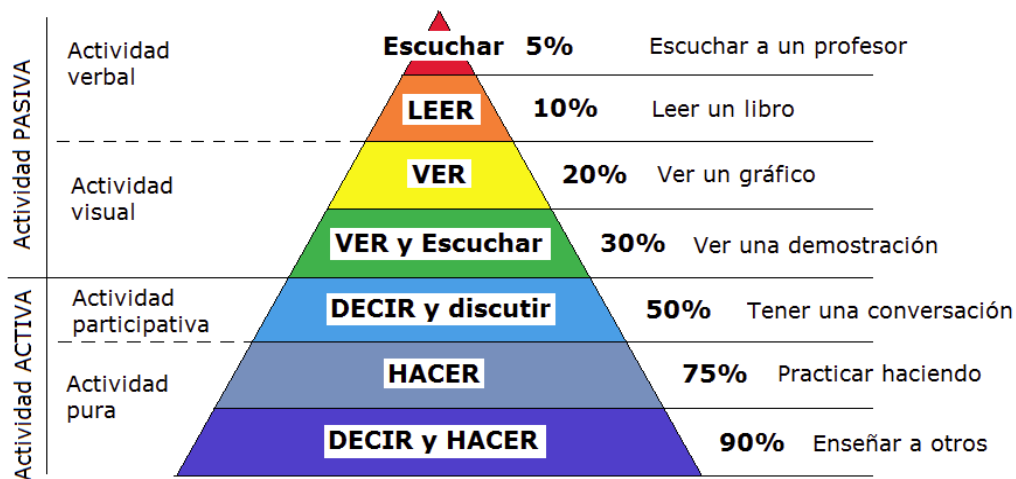 Actividad PASIVA
Actividad
verbal
Escuchar 5% Escuchar a un profesor
LEER 10% Leer un libro
Actividad
visual
VER 20% Ver un gráfico
VER y Escuchar 30% Ver una demostración
Actividad ACTIVA
Actividad
participativa
DECIR y discutir 50% Tener una conversación
Actividad
pura
HACER 75% Practicar haciendo
DECIR y HACER 90% Enseñar a otros